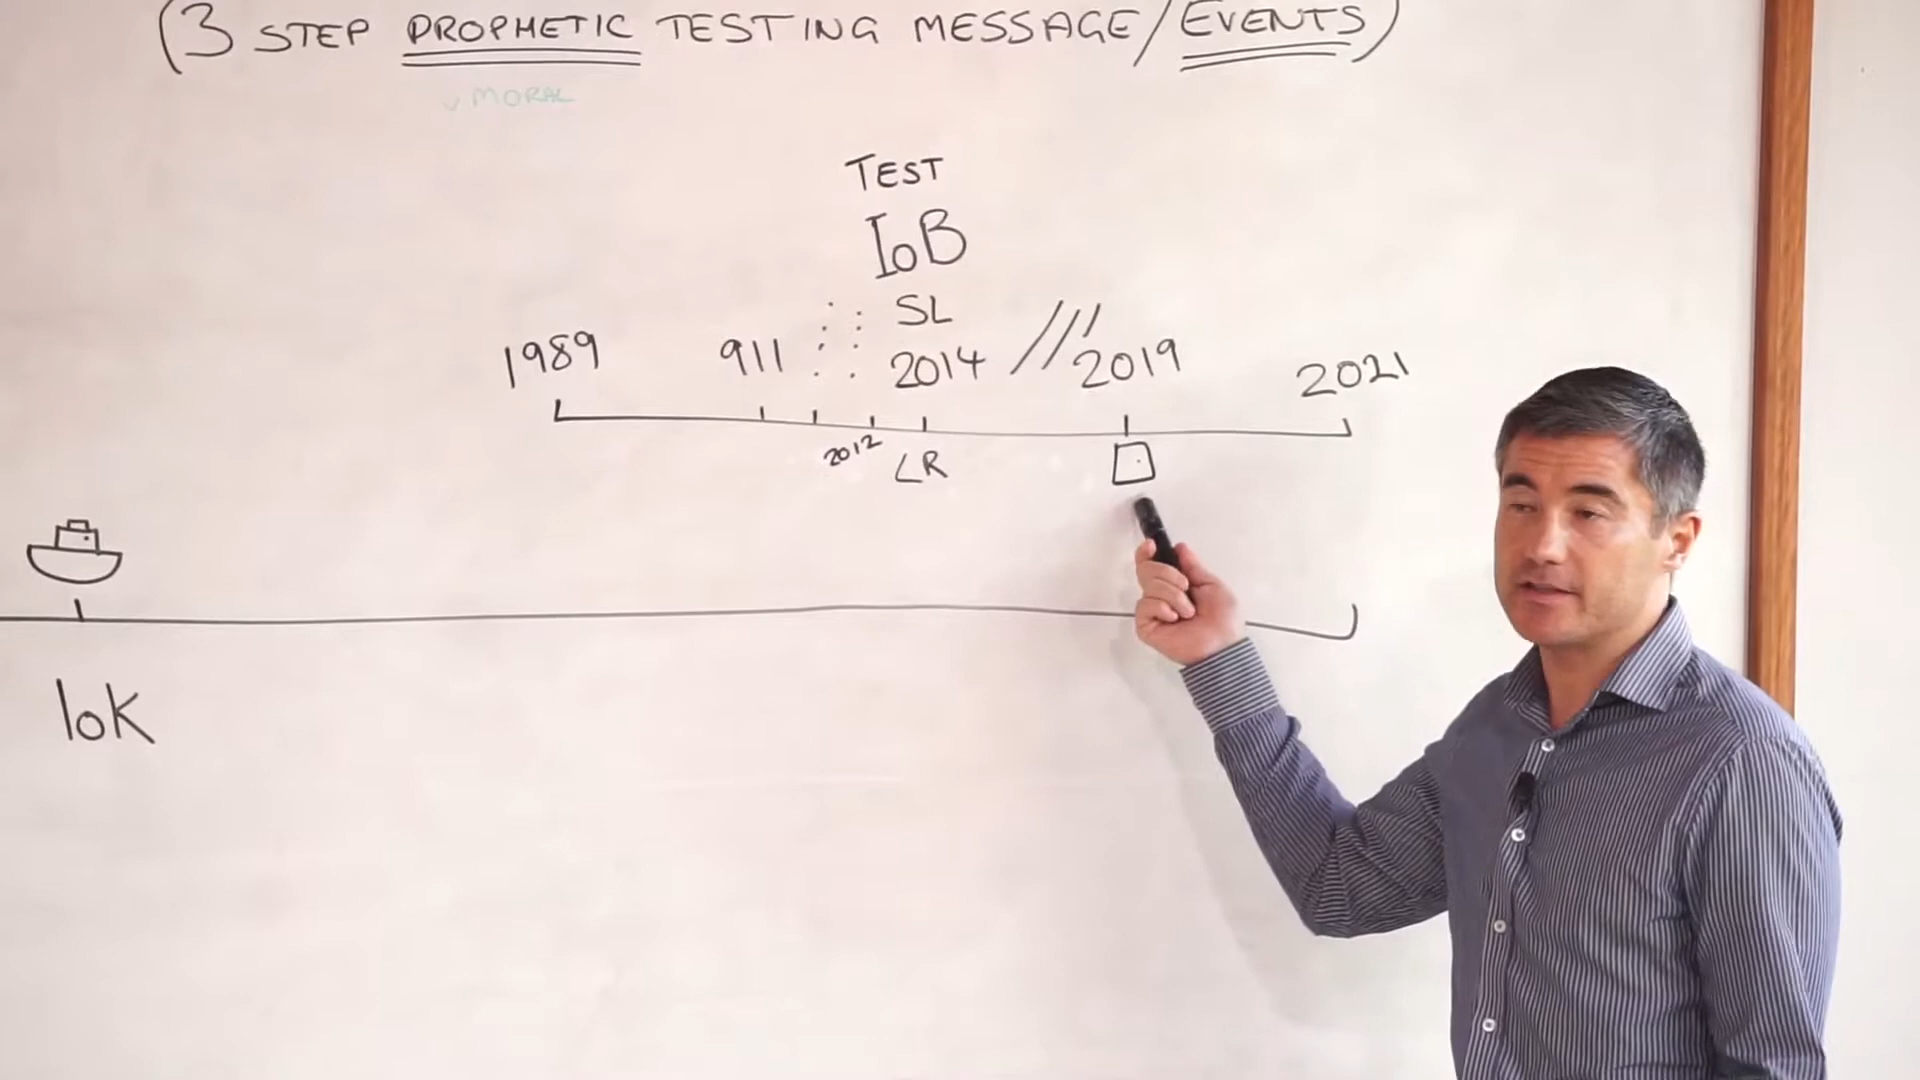 (3 STEP PROPHETIC TESTING MESSAGE/EVENTS)
v MORAL
TEST
IoB
SL
1989 911 2014 2019 2021
2012 LR
IoK